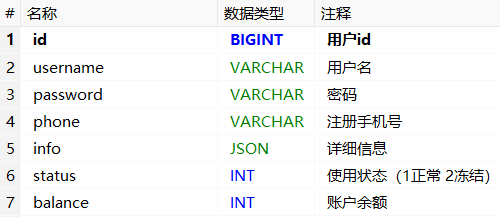 # 名称 数据类型 注释
1 id BIGINT 用户id
2 username VARCHAR 用户名
3 password VARCHAR 密码
4 phone VARCHAR 注册手机号
5 info JSON 详细信息
6 status INT 使用状态（1正常 2冻结）
7 balance INT 账户余额